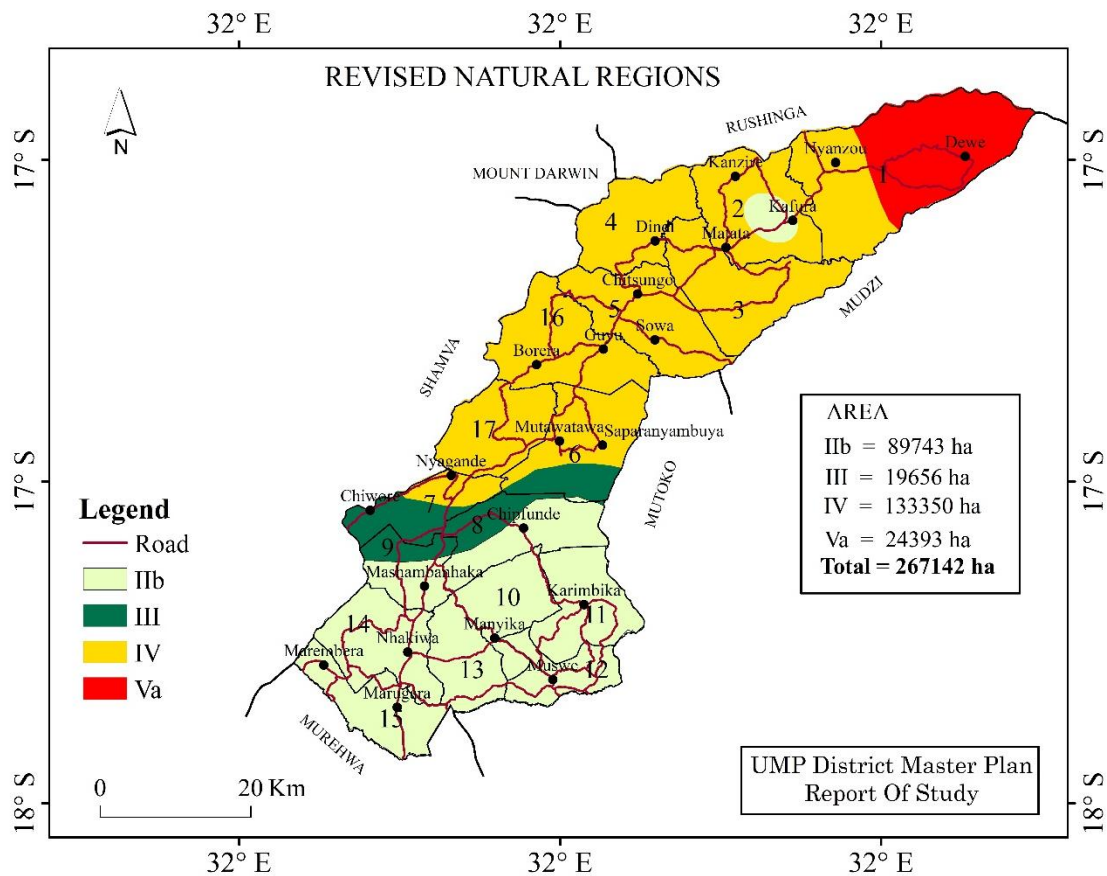 32° E
32° E
32° E
REVISED NATURAL REGIONS
N
17° S
17° S
18° S
17° S
17° S
18° S
RUSHINGA
MOUNT DARWIN
MUDZI
SHAMVA
MUTOKO
MUREHWA
Nyanzou
Dewe
1
Kanzire
2
Kafura
4
Dindi
Mafata
Chitsungo
3
5
16
Sowa
Guyu
Borera
17
Mutawatawa
Saparanyambuya
6
Nyagande
7
Chiwore
8
Chipfunde
9
Mashambanhaka
10
Karimbika
11
14
Nhakiwa
Manyika
Marembera
13
Muswe
12
Marugura
15
AREA
IIb = 89743 ha
III = 19656 ha
IV = 133350 ha
Va = 24393 ha
Total = 267142 ha
Legend
Road
IIb
III
IV
Va
0 20 Km
UMP District Master Plan
Report Of Study
32° E
32° E
32° E